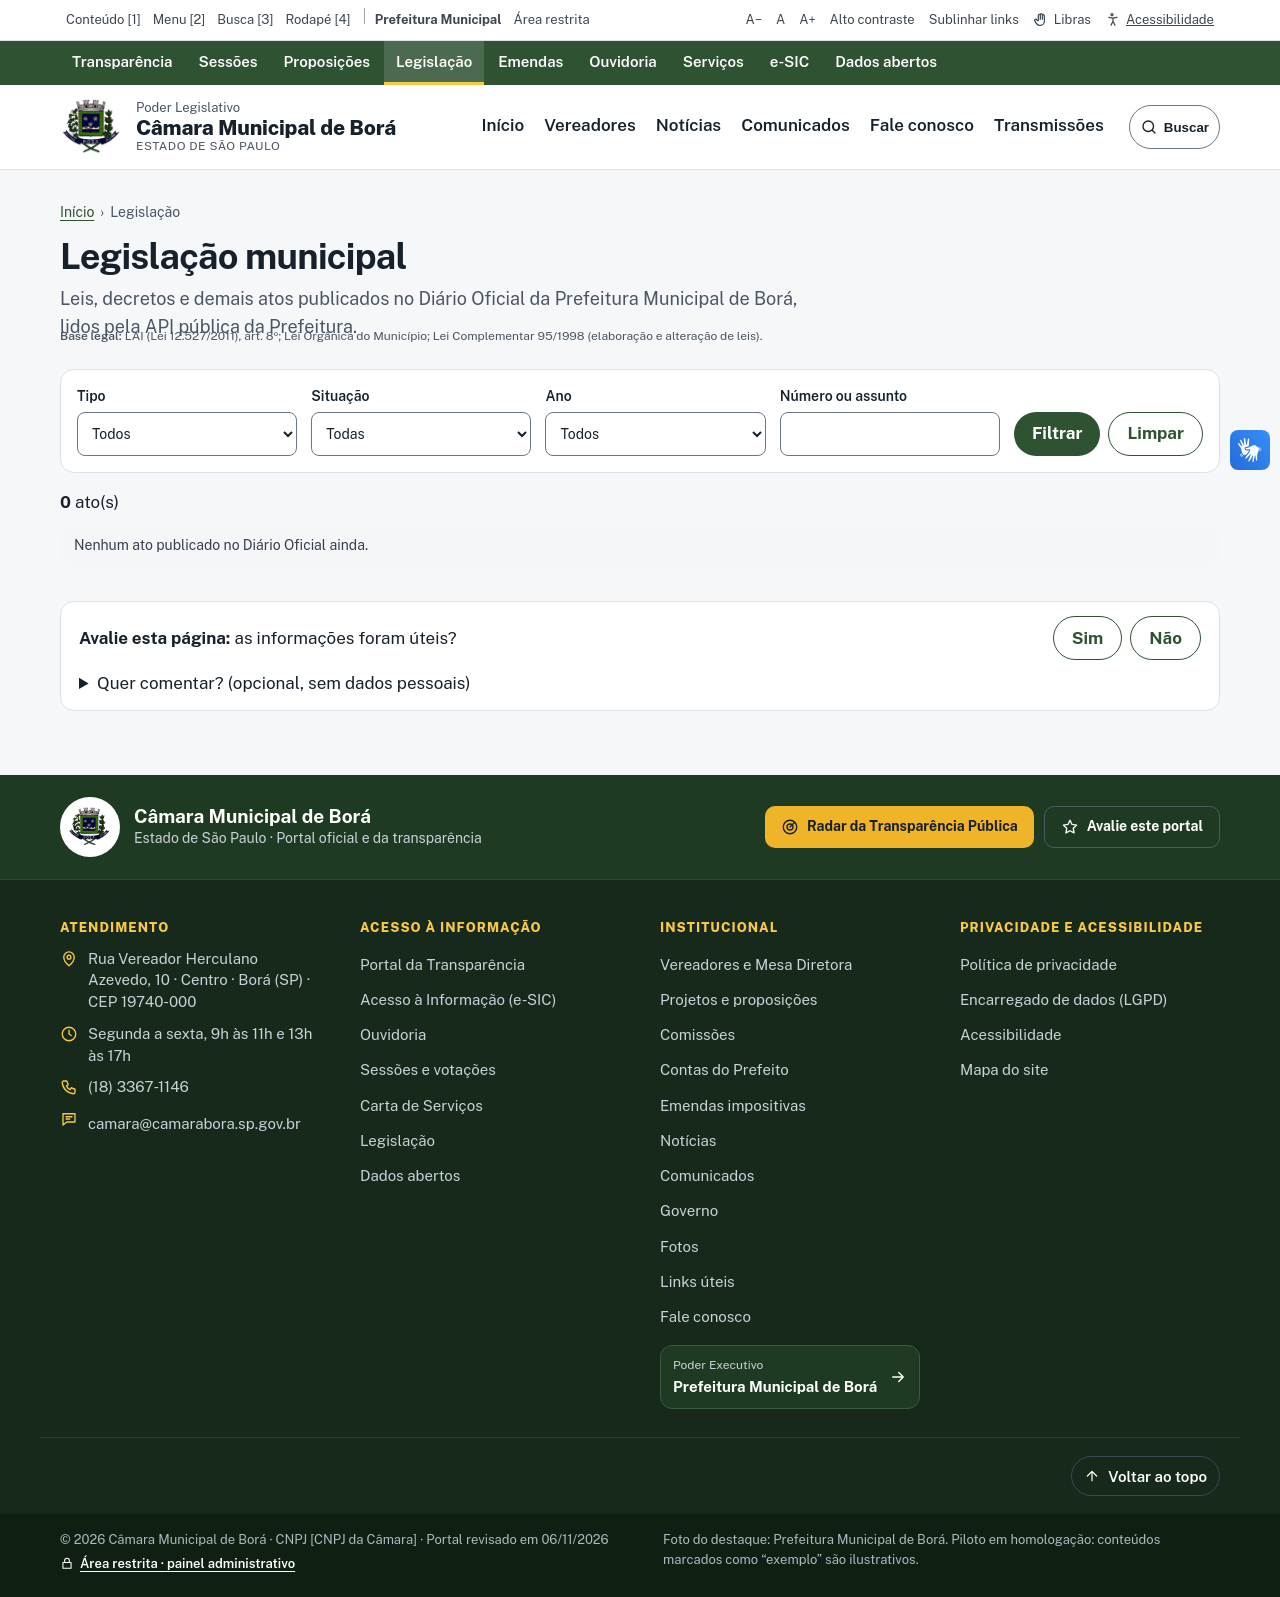 Conteúdo [1] Menu [2] Busca [3] Rodapé [4] Prefeitura Municipal Área restrita A− A A+ Alto contraste Sublinhar links Libras Acessibilidade
Transparência Sessões Proposições Legislação Emendas Ouvidoria Serviços e-SIC Dados abertos
Poder Legislativo
Câmara Municipal de Borá
ESTADO DE SÃO PAULO
Início Vereadores Notícias Comunicados Fale conosco Transmissões Buscar
Início › Legislação
Legislação municipal
Leis, decretos e demais atos publicados no Diário Oficial da Prefeitura Municipal de Borá,
lidos pela API pública da Prefeitura.
Base legal: LAI (Lei 12.527/2011), art. 8º; Lei Orgânica do Município; Lei Complementar 95/1998 (elaboração e alteração de leis).
Tipo Situação Ano Número ou assunto
Todos Todas Todos Filtrar Limpar
0 ato(s)
Nenhum ato publicado no Diário Oficial ainda.
Avalie esta página: as informações foram úteis? Sim Não
Quer comentar? (opcional, sem dados pessoais)
Câmara Municipal de Borá
Estado de São Paulo · Portal oficial e da transparência
Radar da Transparência Pública Avalie este portal
ATENDIMENTO
Rua Vereador Herculano
Azevedo, 10 · Centro · Borá (SP) ·
CEP 19740-000
Segunda a sexta, 9h às 11h e 13h
às 17h
(18) 3367-1146
camara@camarabora.sp.gov.br
ACESSO À INFORMAÇÃO
Portal da Transparência
Acesso à Informação (e-SIC)
Ouvidoria
Sessões e votações
Carta de Serviços
Legislação
Dados abertos
INSTITUCIONAL
Vereadores e Mesa Diretora
Projetos e proposições
Comissões
Contas do Prefeito
Emendas impositivas
Notícias
Comunicados
Governo
Fotos
Links úteis
Fale conosco
Poder Executivo
Prefeitura Municipal de Borá
PRIVACIDADE E ACESSIBILIDADE
Política de privacidade
Encarregado de dados (LGPD)
Acessibilidade
Mapa do site
Voltar ao topo
© 2026 Câmara Municipal de Borá · CNPJ [CNPJ da Câmara] · Portal revisado em 06/11/2026
Área restrita · painel administrativo
Foto do destaque: Prefeitura Municipal de Borá. Piloto em homologação: conteúdos
marcados como “exemplo” são ilustrativos.